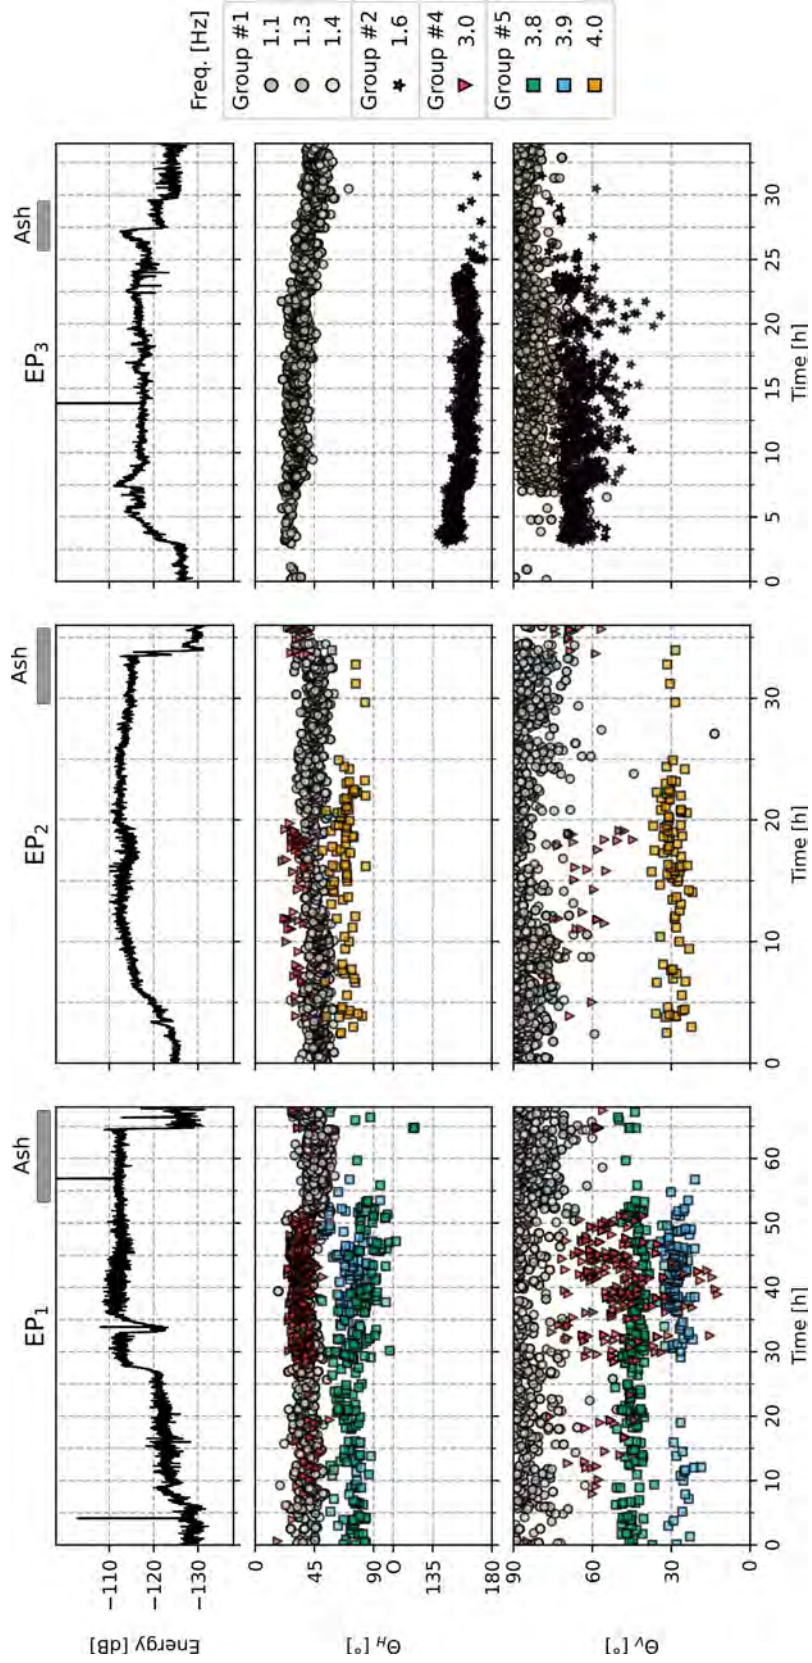 EP1
Ash
EP2
Ash
EP3
Ash
Energy [dB]
−110
−120
−130
ΘH [°]
0
45
90
0
135
180
ΘV [°]
90
60
30
0
0 10 20 30 40 50 60
Time [h]
0 10 20 30
Time [h]
0 5 10 15 20 25 30
Time [h]
Freq. [Hz]
Group #1
1.1
1.3
1.4
Group #2
1.6
Group #4
3.0
Group #5
3.8
3.9
4.0